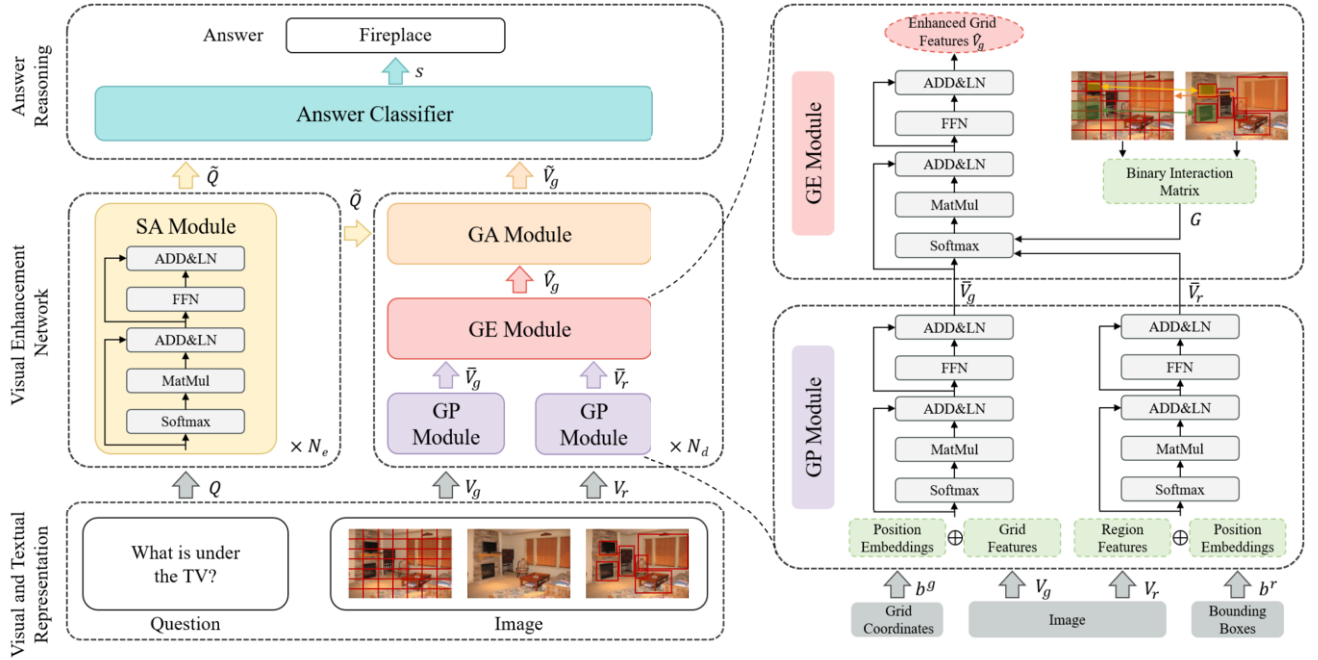 Answer
Reasoning
Answer
Fireplace
s
Answer Classifier
Q̃
Ṽg
Visual Enhancement
Network
SA Module
ADD&LN
FFN
ADD&LN
MatMul
Softmax
× Ne
Q̃
GA Module
V̂g
GE Module
V̄g
V̄r
GP
Module
GP
Module
× Nd
Q
Vg
Vr
Visual and Textual
Representation
What is under
the TV?
Question
Image
GE Module
Enhanced Grid
Features V̂g
ADD&LN
FFN
ADD&LN
MatMul
Softmax
Binary Interaction
Matrix
G
V̄g
V̄r
GP Module
ADD&LN
FFN
ADD&LN
MatMul
Softmax
ADD&LN
FFN
ADD&LN
MatMul
Softmax
Position
Embeddings
⊕
Grid
Features
Region
Features
⊕
Position
Embeddings
bg
Vg
Vr
br
Grid
Coordinates
Image
Bounding
Boxes